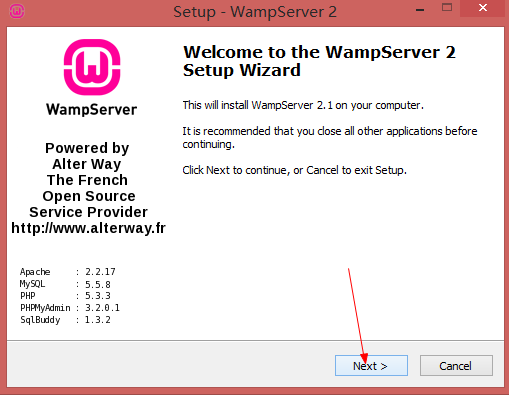 Setup - WampServer 2
WampServer
Powered by
Alter Way
The French
Open Source
Service Provider
http://www.alterway.fr
Apache : 2.2.17
MySQL : 5.5.8
PHP : 5.3.3
PHPMyAdmin : 3.2.0.1
SqlBuddy : 1.3.2
Welcome to the WampServer 2
Setup Wizard
This will install WampServer 2.1 on your computer.
It is recommended that you close all other applications before
continuing.
Click Next to continue, or Cancel to exit Setup.
Next >
Cancel